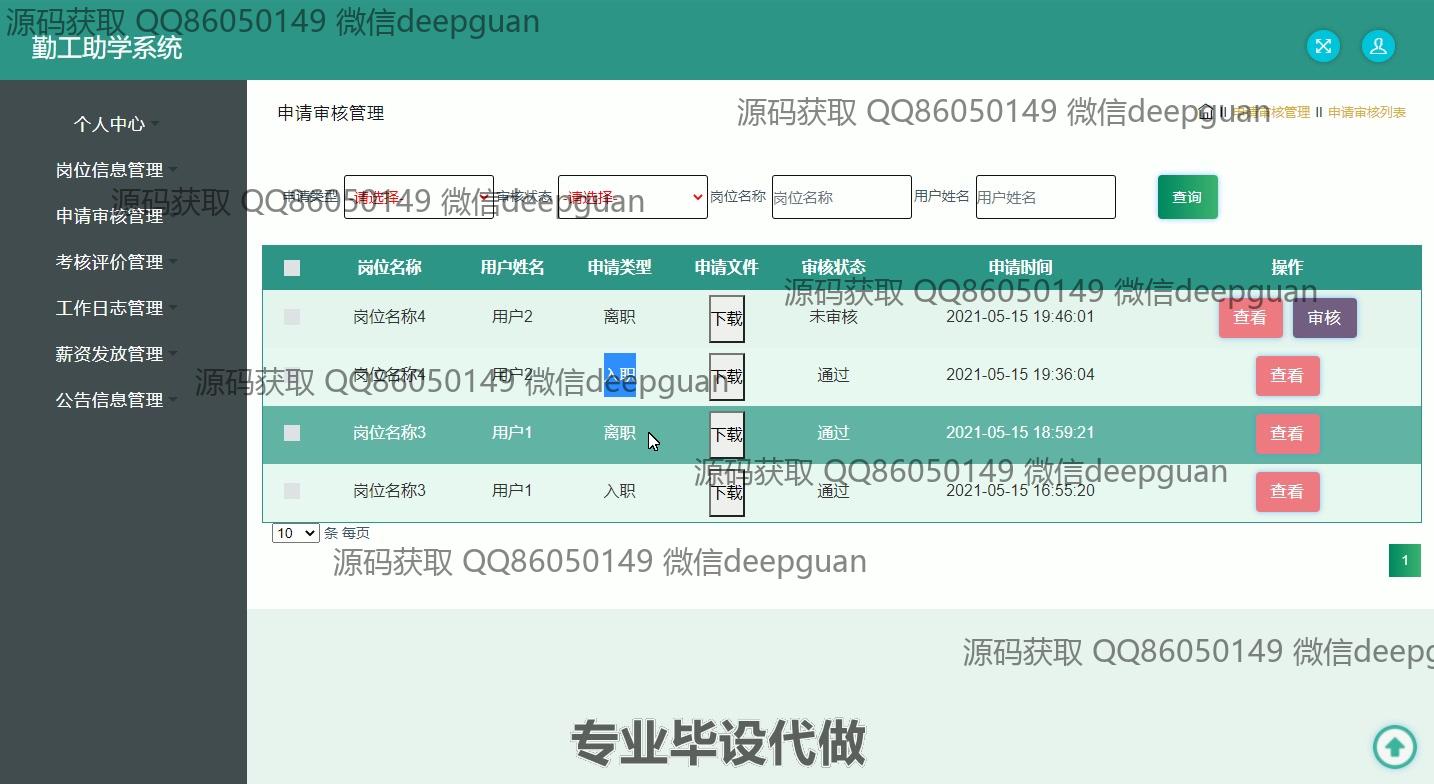 源码获取 QQ86050149 微信deepguan
勤工助学系统
个人中心
岗位信息管理
申请审核管理
考核评价管理
工作日志管理
薪资发放管理
公告信息管理
申请审核管理
源码获取 QQ86050149 微信deepguan
申请审核管理 II 申请审核列表
申请类型 请选择- 审核状态 -请选择- 岗位名称 岗位名称 用户姓名 用户姓名 查询
源码获取 QQ86050149 微信deepguan
岗位名称 用户姓名 申请类型 申请文件 审核状态 申请时间 操作
源码获取 QQ86050149 微信deepguan
岗位名称4 用户2 离职 下载 未审核 2021-05-15 19:46:01 查看 审核
岗位名称4 用户2 入职 下载 通过 2021-05-15 19:36:04 查看
源码获取 QQ86050149 微信deepguan
岗位名称3 用户1 离职 下载 通过 2021-05-15 18:59:21 查看
源码获取 QQ86050149 微信deepguan
岗位名称3 用户1 入职 下载 通过 2021-05-15 16:55:20 查看
10 条 每页
源码获取 QQ86050149 微信deepguan
1
源码获取 QQ86050149 微信deepg
专业毕设代做